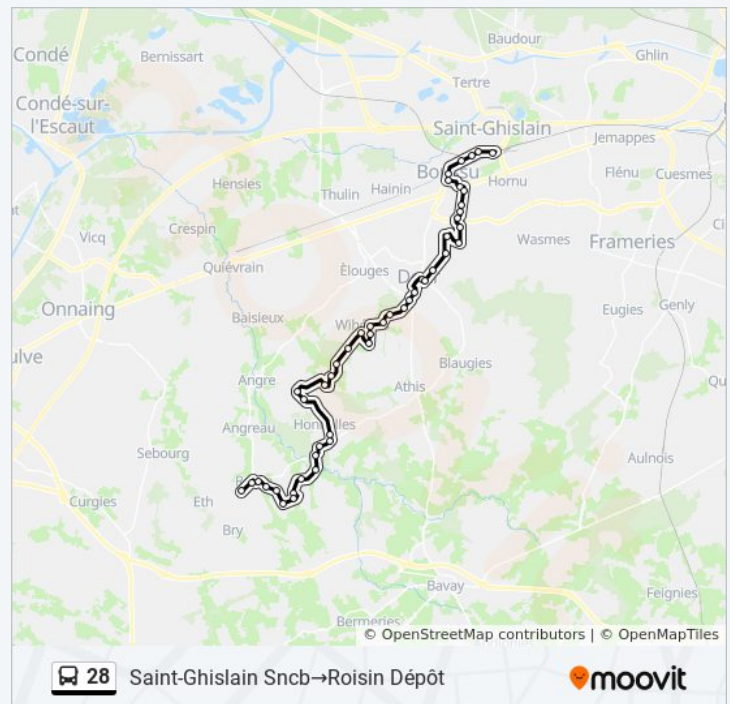 Baudour
Condé
Bernissart
Ghlin
Tertre
Condé-sur-
l'Escaut
Saint-Ghislain
Jemappes
Hensies
Hainin
Hornu
Flénu
Cuesmes
Thulin
Crespin
Vicq
Wasmes
Frameries
Quiévrain
Élouges
Onnaing
Eugies
Genly
Baisieux
Blaugies
Angre
Athis
Angreau
Sebourg
Aulnois
Curgies
Eth
Bry
Bavay
Feignies
Bermeries
© OpenStreetMap contributors | © OpenMapTiles
28 Saint-Ghislain Sncb→Roisin Dépôt moovit